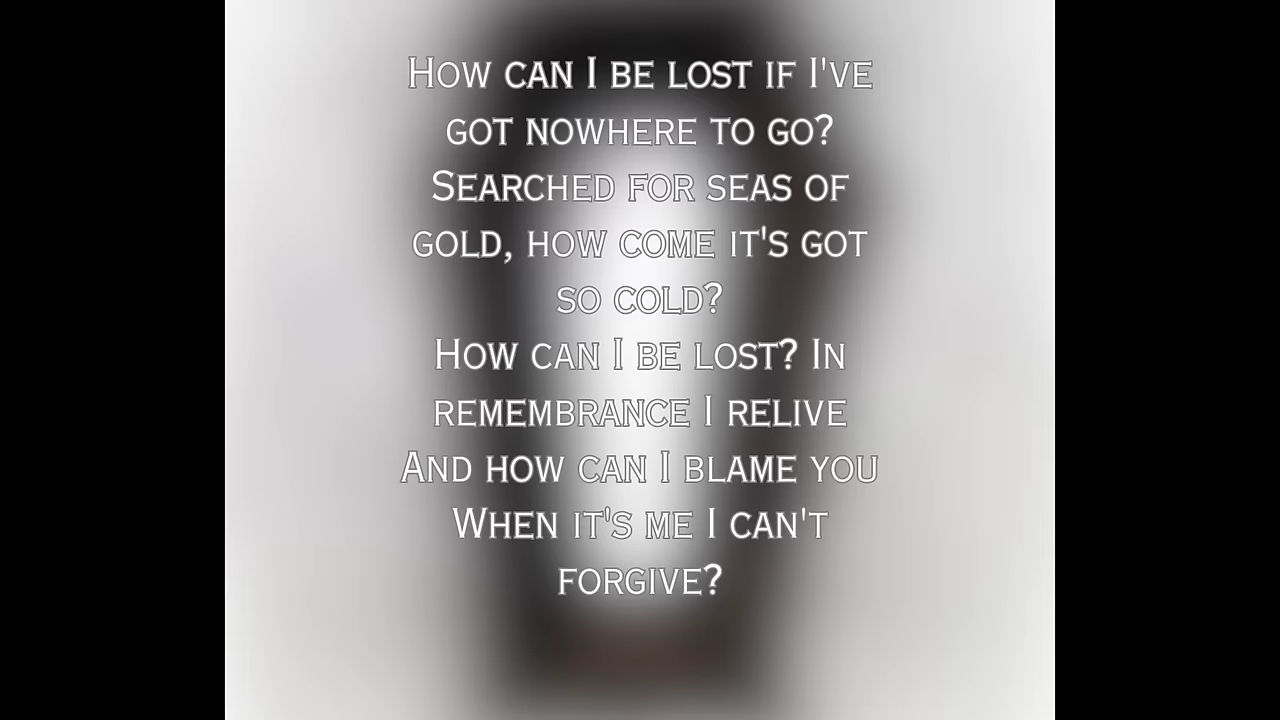 How can I be lost if I've
got nowhere to go?
Searched for seas of
gold, how come it's got
so cold?
How can I be lost? In
remembrance I relive
And how can I blame you
When it's me I can't
forgive?